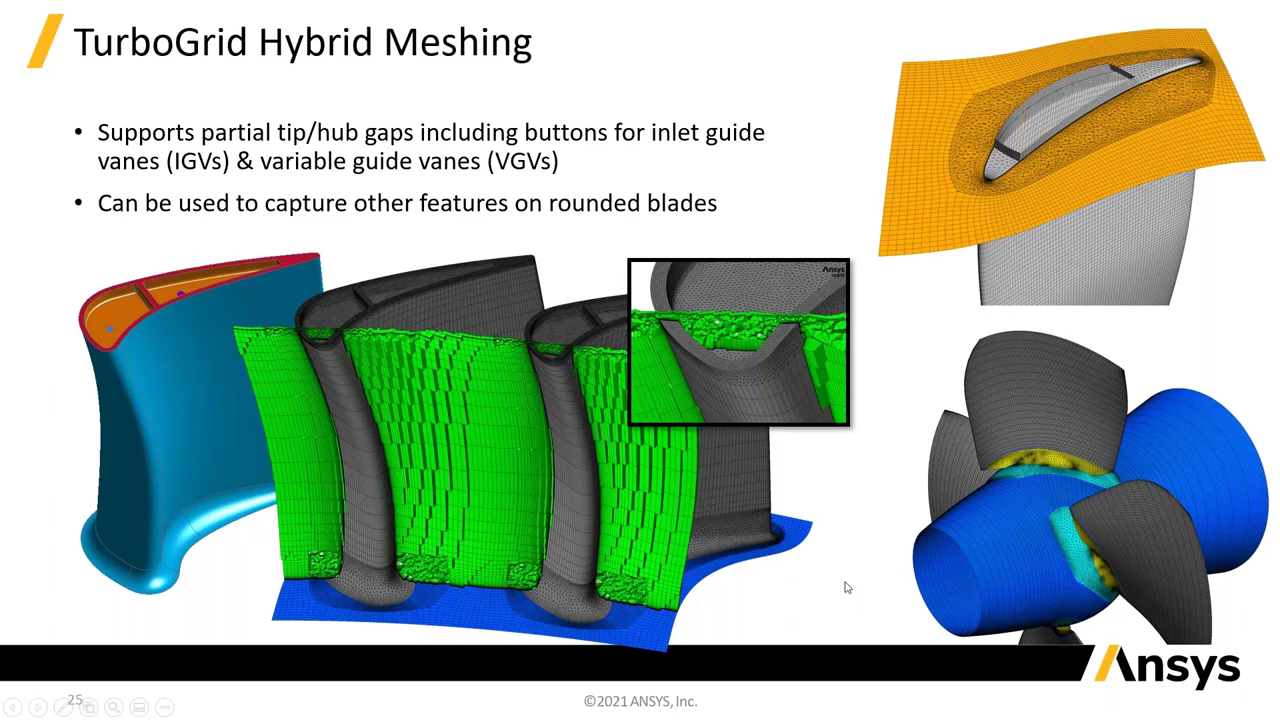 TurboGrid Hybrid Meshing
• Supports partial tip/hub gaps including buttons for inlet guide
vanes (IGVs) & variable guide vanes (VGVs)
• Can be used to capture other features on rounded blades
Ansys
Ansys
25
©2021 ANSYS, Inc.